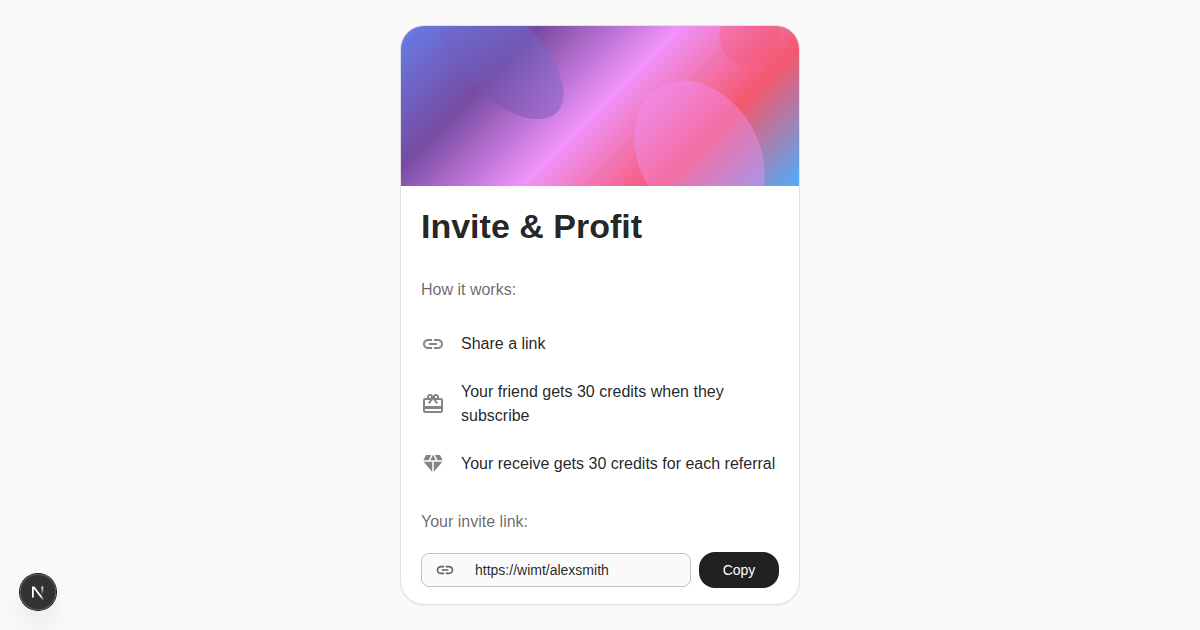 Invite & Profit
How it works:
Share a link
Your friend gets 30 credits when they
subscribe
Your receive gets 30 credits for each referral
Your invite link:
https://wimt/alexsmith
Copy
N